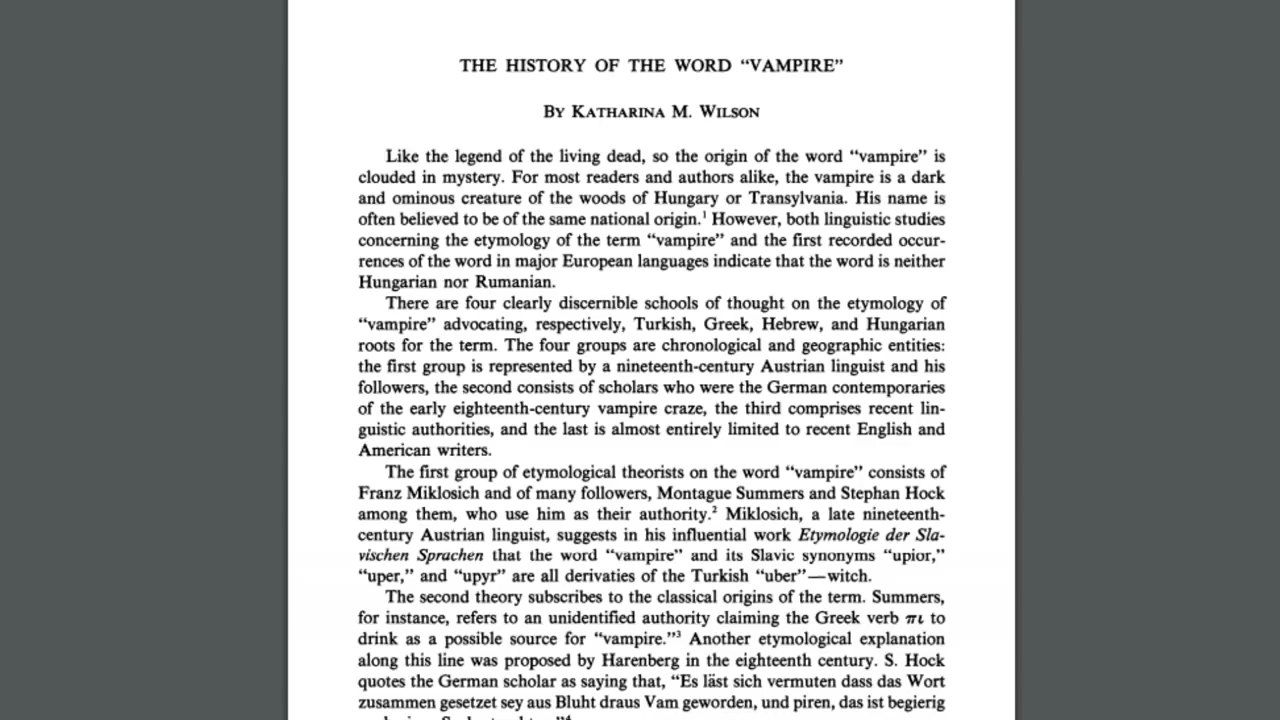 THE HISTORY OF THE WORD “VAMPIRE”
By Katharina M. Wilson
Like the legend of the living dead, so the origin of the word “vampire” is
clouded in mystery. For most readers and authors alike, the vampire is a dark
and ominous creature of the woods of Hungary or Transylvania. His name is
often believed to be of the same national origin.¹ However, both linguistic studies
concerning the etymology of the term “vampire” and the first recorded occur-
rences of the word in major European languages indicate that the word is neither
Hungarian nor Rumanian.
There are four clearly discernible schools of thought on the etymology of
“vampire” advocating, respectively, Turkish, Greek, Hebrew, and Hungarian
roots for the term. The four groups are chronological and geographic entities:
the first group is represented by a nineteenth-century Austrian linguist and his
followers, the second consists of scholars who were the German contemporaries
of the early eighteenth-century vampire craze, the third comprises recent lin-
guistic authorities, and the last is almost entirely limited to recent English and
American writers.
The first group of etymological theorists on the word “vampire” consists of
Franz Miklosich and of many followers, Montague Summers and Stephan Hock
among them, who use him as their authority.² Miklosich, a late nineteenth-
century Austrian linguist, suggests in his influential work Etymologie der Sla-
vischen Sprachen that the word “vampire” and its Slavic synonyms “upior,”
“uper,” and “upyr” are all derivaties of the Turkish “uber”—witch.
The second theory subscribes to the classical origins of the term. Summers,
for instance, refers to an unidentified authority claiming the Greek verb πι to
drink as a possible source for “vampire.”³ Another etymological explanation
along this line was proposed by Harenberg in the eighteenth century. S. Hock
quotes the German scholar as saying that, “Es läst sich vermuten dass das Wort
zusammen gesetzet sey aus Bluht draus Vam geworden, und piren, das ist begierig